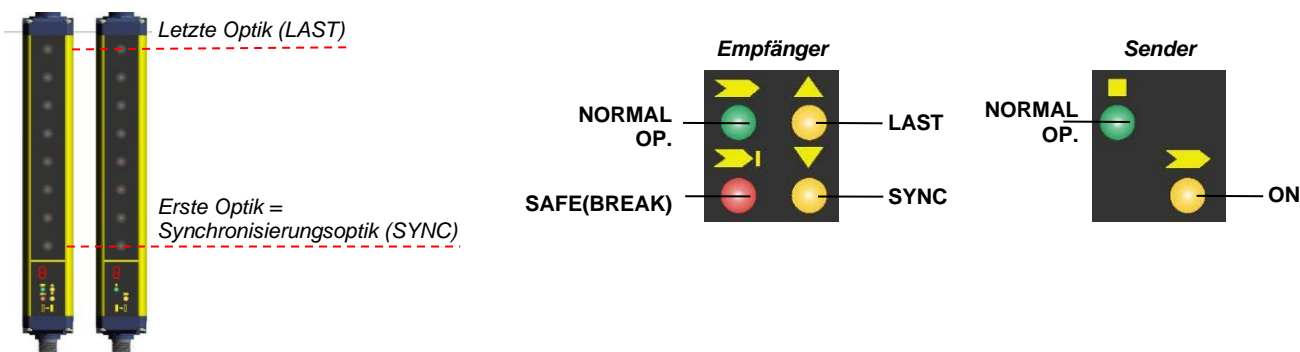 Letzte Optik (LAST)
Erste Optik =
Synchronisierungsoptik (SYNC)
Empfänger
NORMAL
OP.
LAST
SAFE(BREAK)
SYNC
Sender
NORMAL
OP.
ON